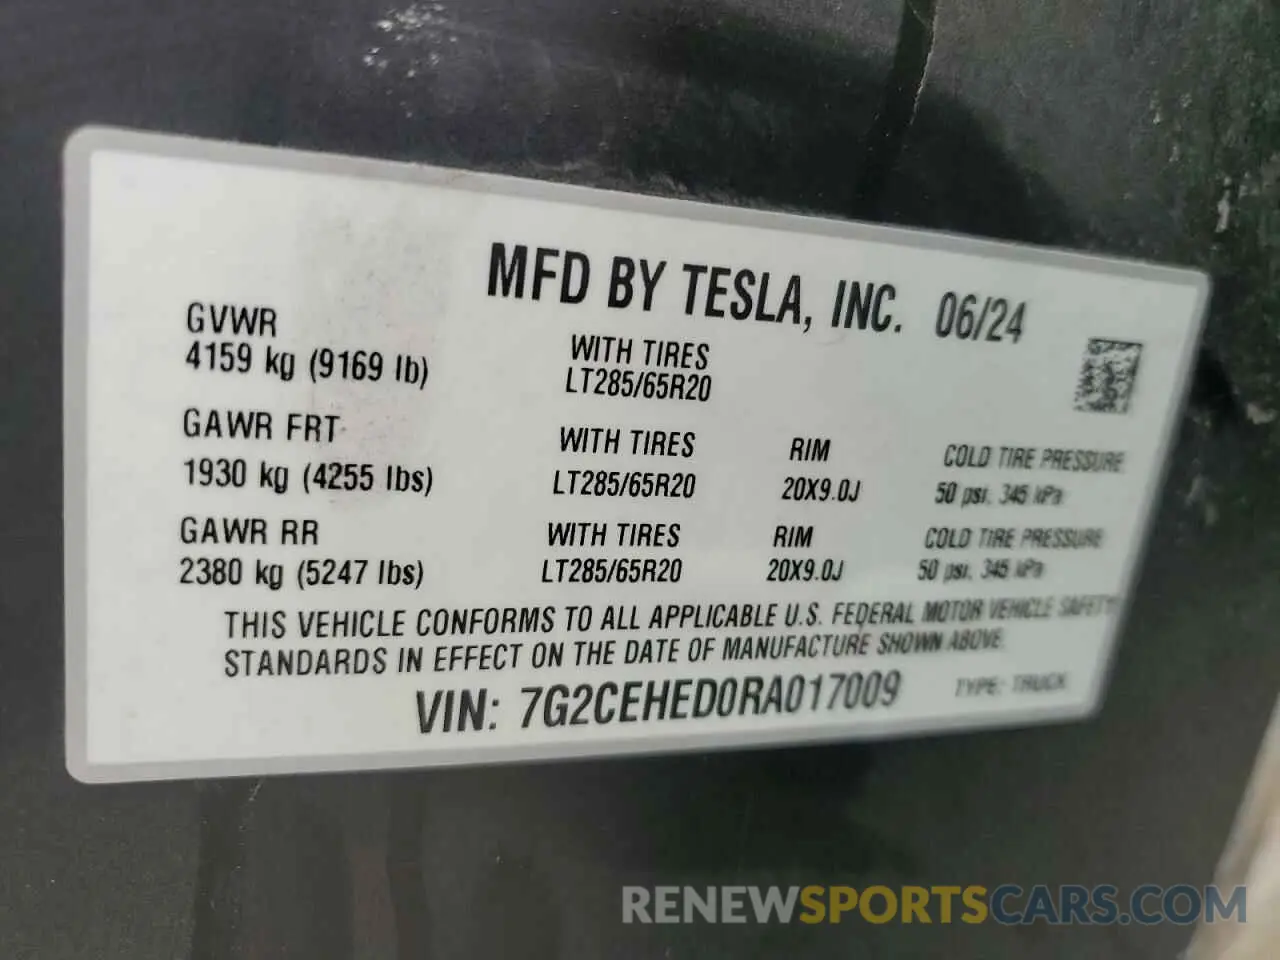 MFD BY TESLA, INC. 06/24
GVWR
4159 kg (9169 lb)
WITH TIRES
LT285/65R20
GAWR FRT
1930 kg (4255 lbs)
WITH TIRES
LT285/65R20
RIM
20X9.0J
COLD TIRE PRESSURE
50 psi. 345 kPa
GAWR RR
2380 kg (5247 lbs)
WITH TIRES
LT285/65R20
RIM
20X9.0J
COLD TIRE PRESSURE
50 psi. 345 kPa
THIS VEHICLE CONFORMS TO ALL APPLICABLE U.S. FEDERAL MOTOR VEHICLE SAFETY
STANDARDS IN EFFECT ON THE DATE OF MANUFACTURE SHOWN ABOVE.
VIN: 7G2CEHED0RA017009
TYPE: TRUCK
RENEWSPORTSCARS.COM